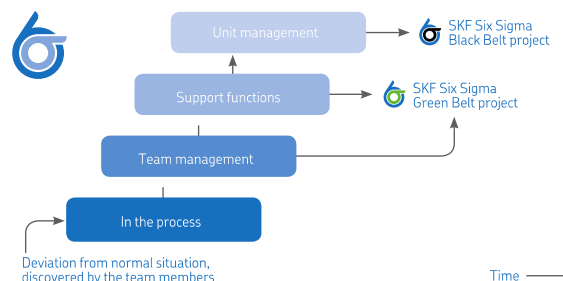 Unit management
SKF Six Sigma
Black Belt project
Support functions
SKF Six Sigma
Green Belt project
Team management
In the process
Deviation from normal situation,
discovered by the team members
Time